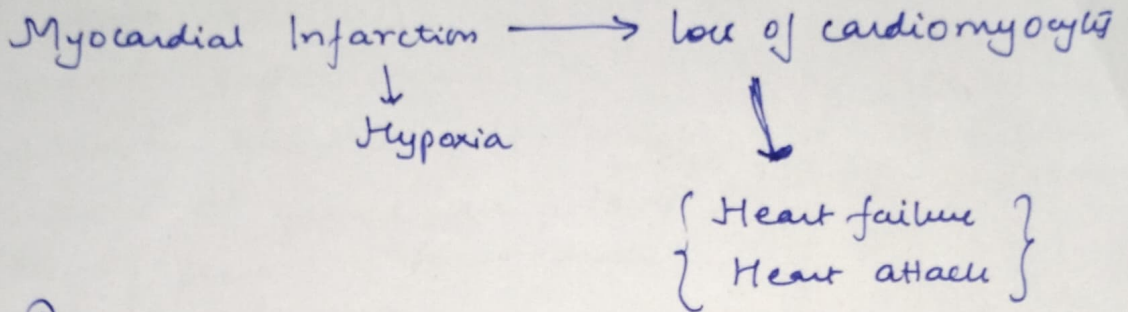 Myocardial Infarction → loss of cardiomyocytes
↓
Hypoxia
↓
{ Heart failure }
{ Heart attack }